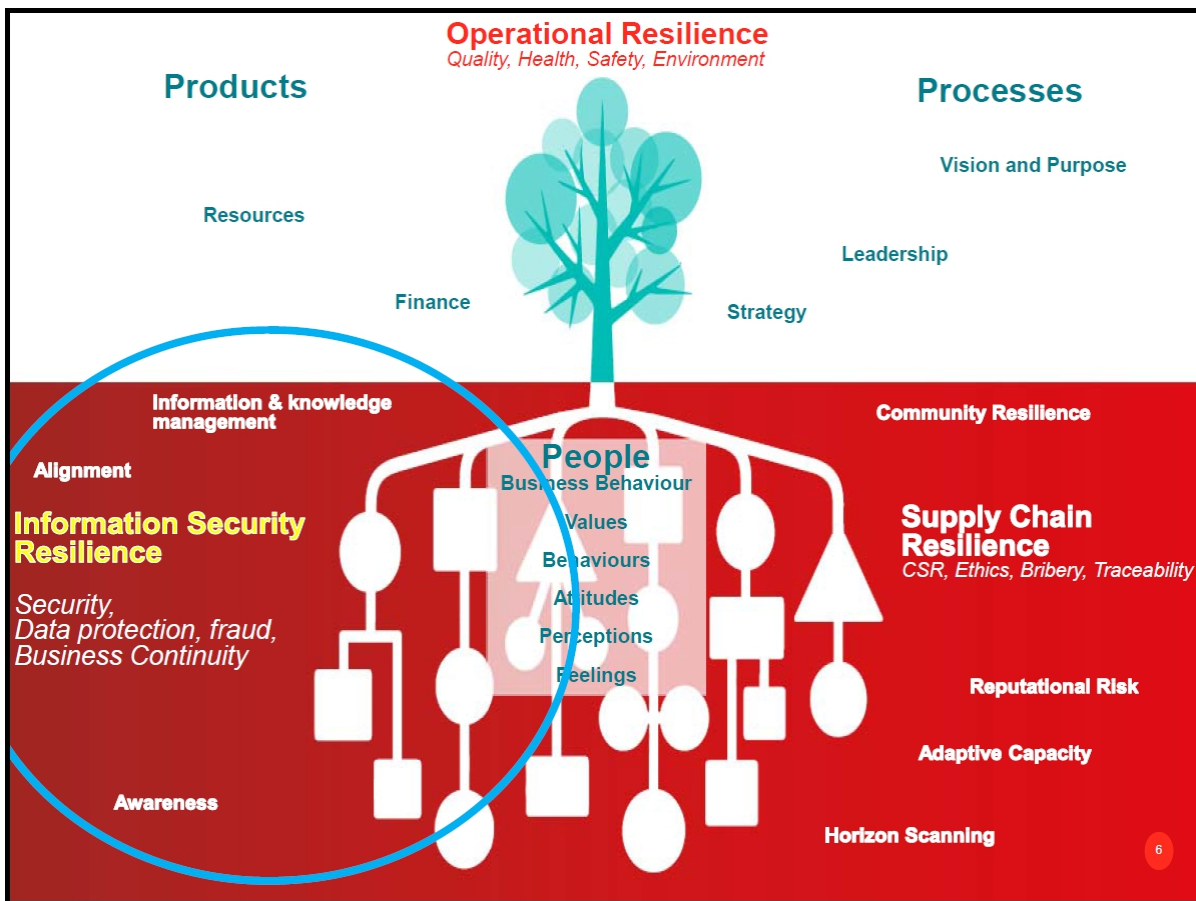 Operational Resilience
Quality, Health, Safety, Environment
Products
Processes
Vision and Purpose
Resources
Leadership
Finance
Strategy
Information & knowledge
management
Alignment
Information Security
Resilience
Security,
Data protection, fraud,
Business Continuity
Awareness
People
Business Behaviour
Values
Behaviours
Attitudes
Perceptions
Feelings
Community Resilience
Supply Chain
Resilience
CSR, Ethics, Bribery, Traceability
Reputational Risk
Adaptive Capacity
Horizon Scanning
6